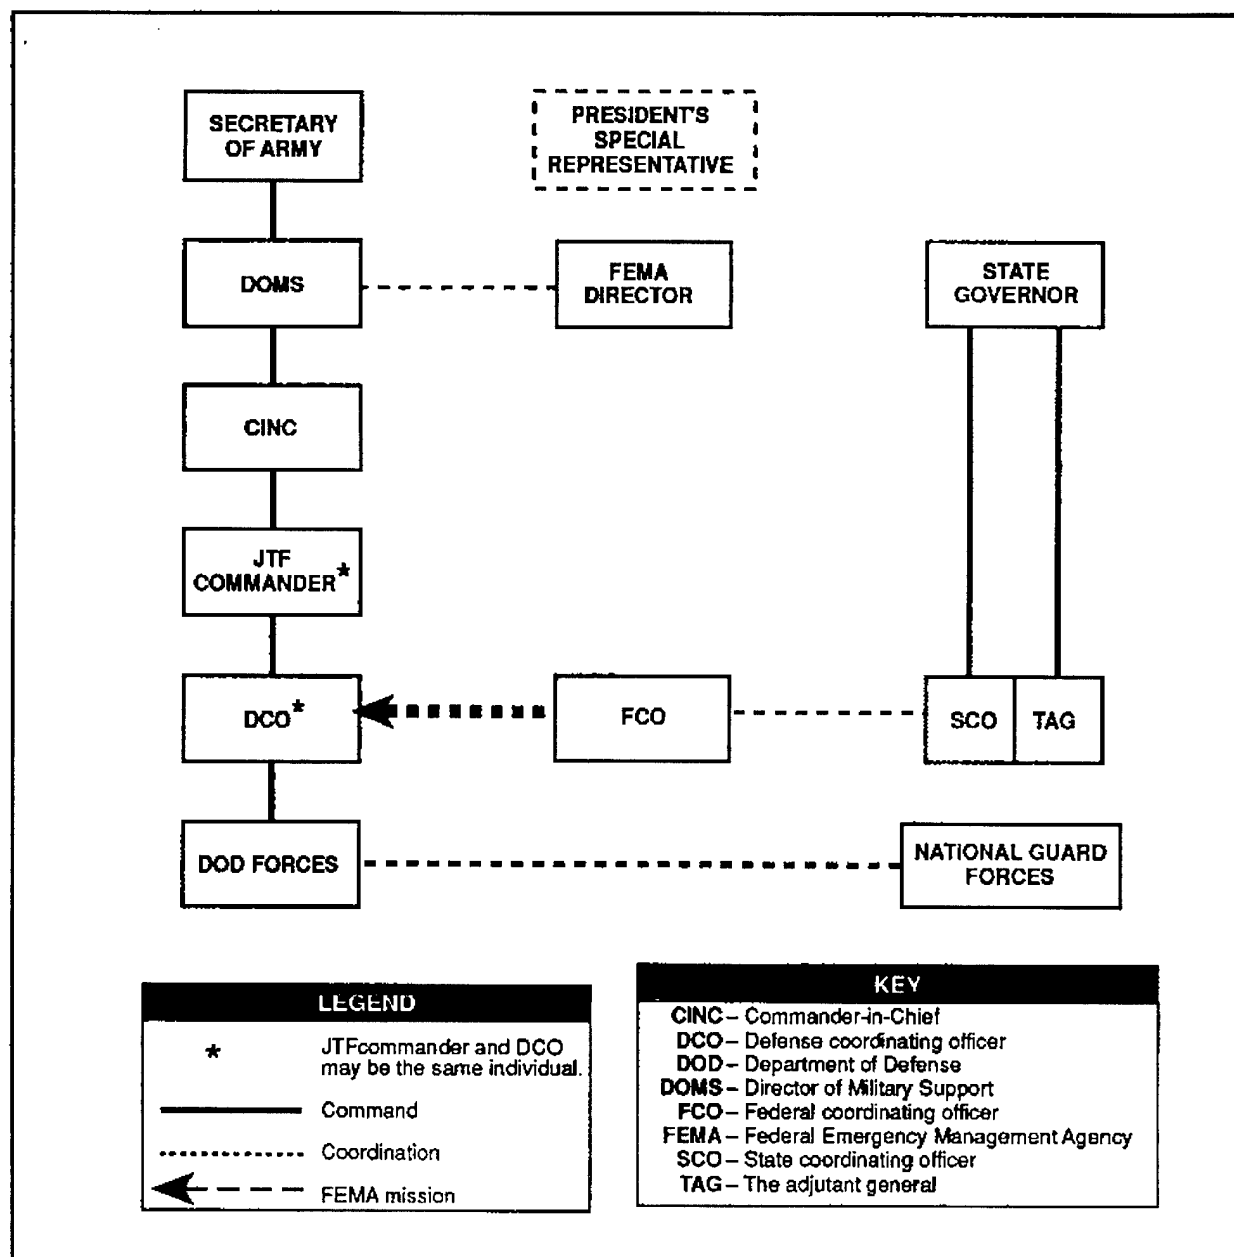 SECRETARY
OF ARMY
PRESIDENT'S
SPECIAL
REPRESENTATIVE
DOMS
FEMA
DIRECTOR
STATE
GOVERNOR
CINC
JTF
COMMANDER*
DCO*
FCO
SCO
TAG
DOD FORCES
NATIONAL GUARD
FORCES
LEGEND
* JTFcommander and DCO
may be the same individual.
Command
Coordination
FEMA mission
KEY
CINC – Commander-in-Chief
DCO – Defense coordinating officer
DOD – Department of Defense
DOMS – Director of Military Support
FCO – Federal coordinating officer
FEMA – Federal Emergency Management Agency
SCO – State coordinating officer
TAG – The adjutant general